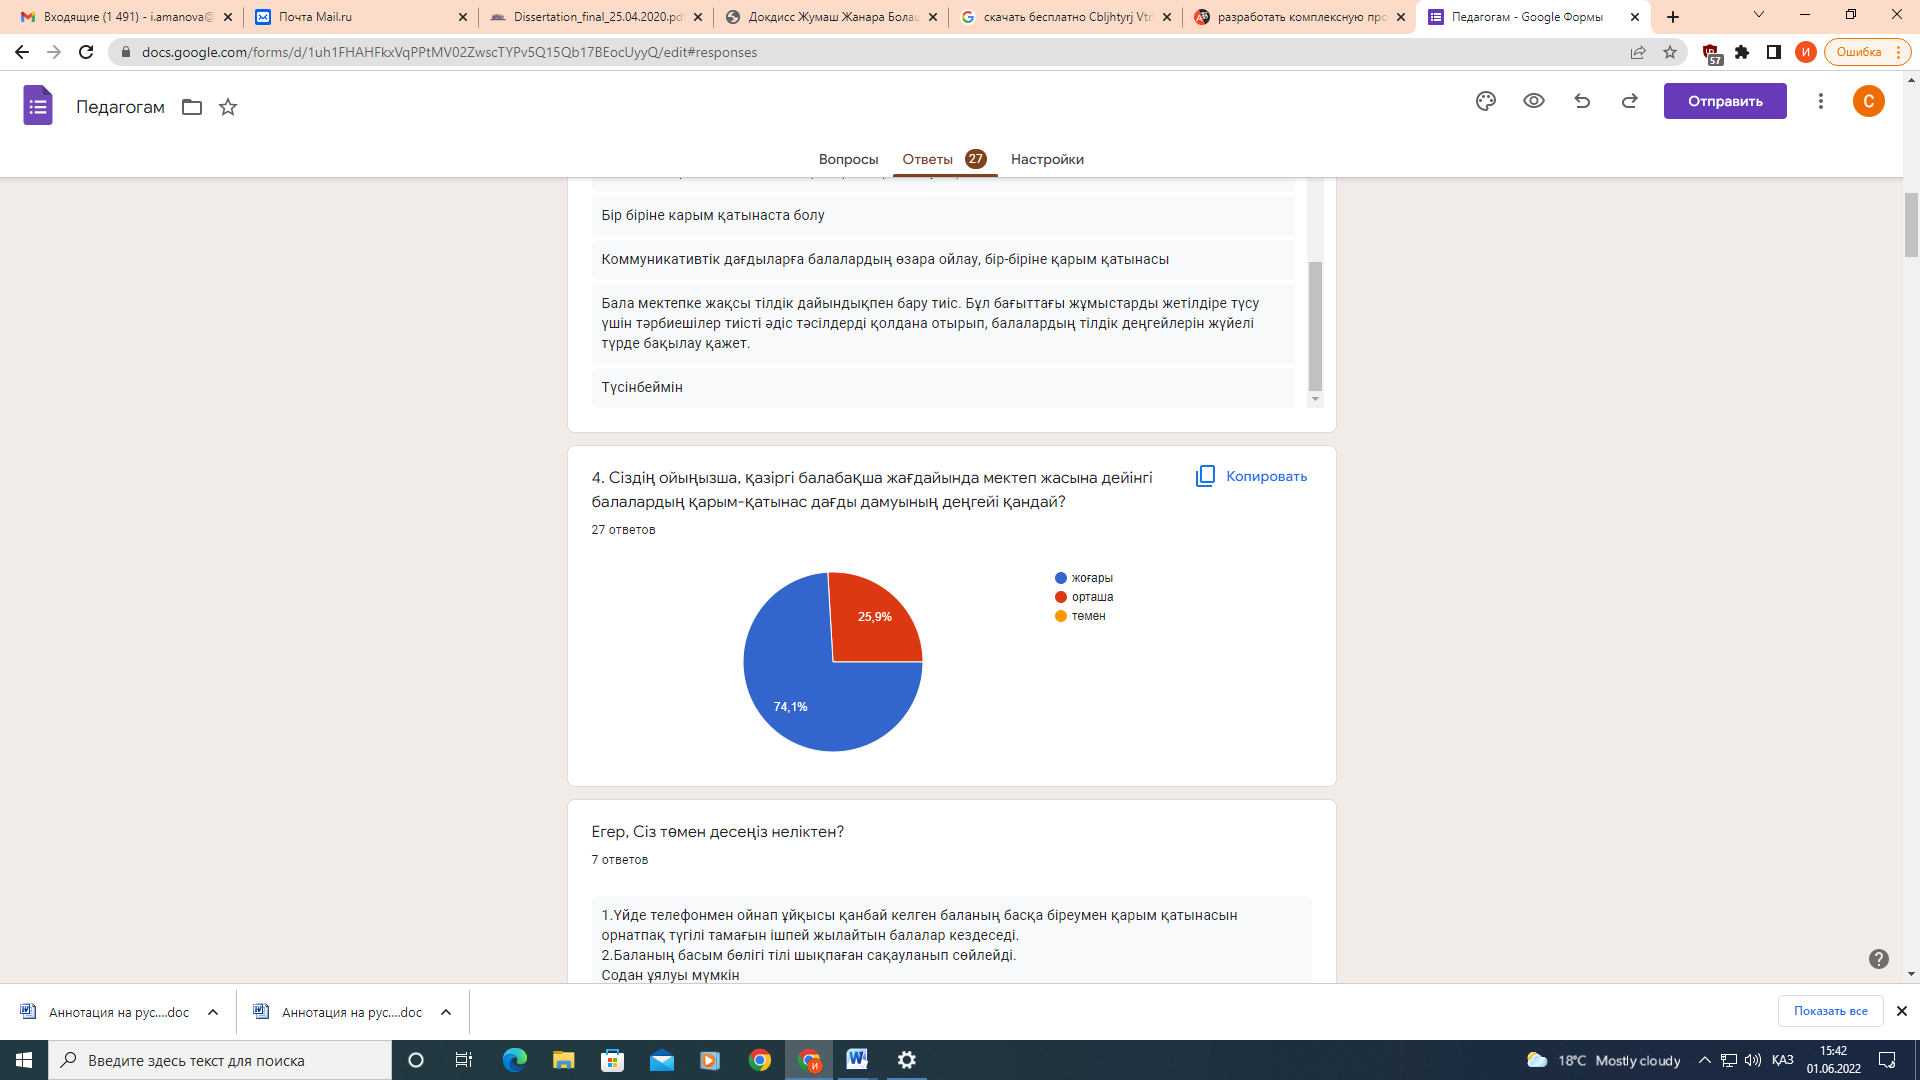 Входящие (1 491) - i.amanova@
Почта Mail.ru
Dissertation_final_25.04.2020.pd
Докдисс Жумаш Жанара Болаш
скачать бесплатно Cbljhtyrj Vtn
разработать комплексную про
Педагогам - Google Формы
docs.google.com/forms/d/1uh1FHAHFkxVqPPtMV02ZwscTYPv5Q15Qb17BEocUyyQ/edit#responses
57
И
Ошибка
Педагогам
Отправить
С
Вопросы
Ответы 27
Настройки
Бір біріне карым қатынаста болу
Коммуникативтік дағдыларға балалардың өзара ойлау, бір-біріне қарым қатынасы
Бала мектепке жақсы тілдік дайындықпен бару тиіс. Бұл бағыттағы жұмыстарды жетілдіре түсу
үшін тәрбиешілер тиісті әдіс тәсілдерді қолдана отырып, балалардың тілдік деңгейлерін жүйелі
түрде бақылау қажет.
Түсінбеймін
4. Сіздің ойыңызша, қазіргі балабақша жағдайында мектеп жасына дейінгі
балалардың қарым-қатынас дағды дамуының деңгейі қандай?
Копировать
27 ответов
жоғары
орташа
төмен
25,9%
74,1%
Егер, Сіз төмен десеңіз неліктен?
7 ответов
1.Үйде телефонмен ойнап ұйқысы қанбай келген баланың басқа біреумен қарым қатынасын
орнатпақ түгілі тамағын ішпей жылайтын балалар кездеседі.
2.Баланың басым бөлігі тілі шықпаған сақауланып сөйлейді.
Содан ұялуы мүмкін
Аннотация на рус....doc
Аннотация на рус....doc
Показать все
Введите здесь текст для поиска
18°C Mostly cloudy
ҚАЗ
15:42
01.06.2022